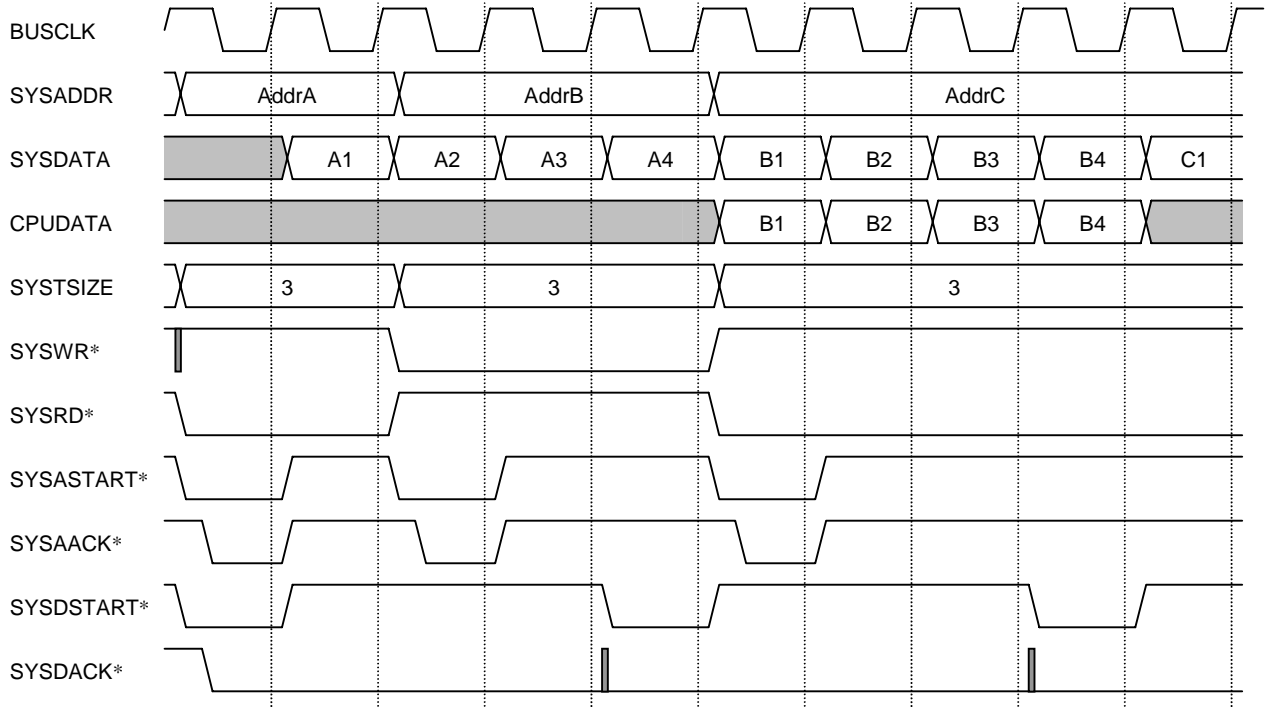 BUSCLK
SYSADDR AddrA AddrB AddrC
SYSDATA A1 A2 A3 A4 B1 B2 B3 B4 C1
CPUDATA B1 B2 B3 B4
SYSTSIZE 3 3 3
SYSWR*
SYSRD*
SYSASTART*
SYSAACK*
SYSDSTART*
SYSDACK*